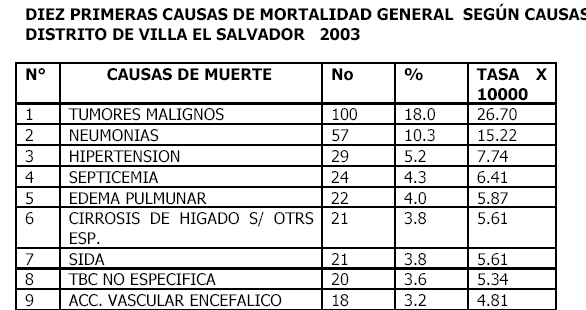 DIEZ PRIMERAS CAUSAS DE MORTALIDAD GENERAL SEGÚN CAUSAS
DISTRITO DE VILLA EL SALVADOR 2003
N° CAUSAS DE MUERTE No % TASA X 10000
1 TUMORES MALIGNOS 100 18.0 26.70
2 NEUMONIAS 57 10.3 15.22
3 HIPERTENSION 29 5.2 7.74
4 SEPTICEMIA 24 4.3 6.41
5 EDEMA PULMUNAR 22 4.0 5.87
6 CIRROSIS DE HIGADO S/ OTRS ESP. 21 3.8 5.61
7 SIDA 21 3.8 5.61
8 TBC NO ESPECIFICA 20 3.6 5.34
9 ACC. VASCULAR ENCEFALICO 18 3.2 4.81